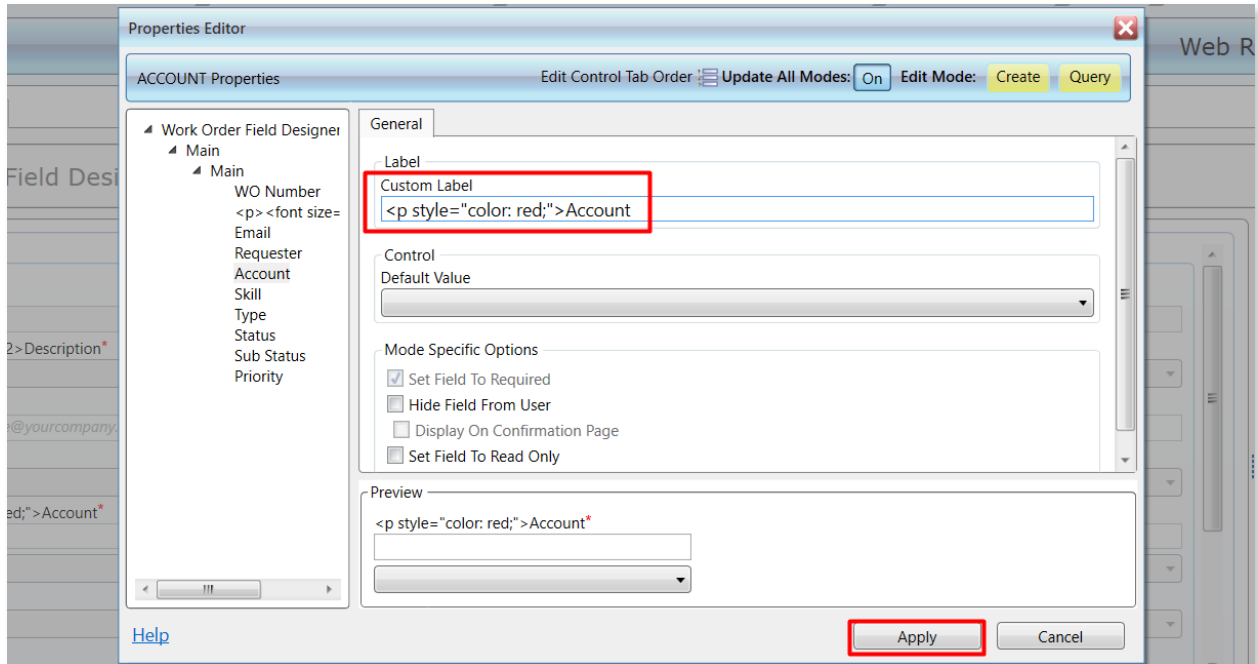 Properties Editor
Web R
ACCOUNT Properties
Edit Control Tab Order Update All Modes: On Edit Mode: Create Query
Work Order Field Designer
Main
Main
WO Number
<p><font size=
Email
Requester
Account
Skill
Type
Status
Sub Status
Priority
General
Label
Custom Label
<p style="color: red;">Account
Control
Default Value
Mode Specific Options
Set Field To Required
Hide Field From User
Display On Confirmation Page
Set Field To Read Only
Preview
<p style="color: red;">Account*
Field Desi
2>Description*
e@yourcompany.
ed;">Account*
Help
Apply
Cancel